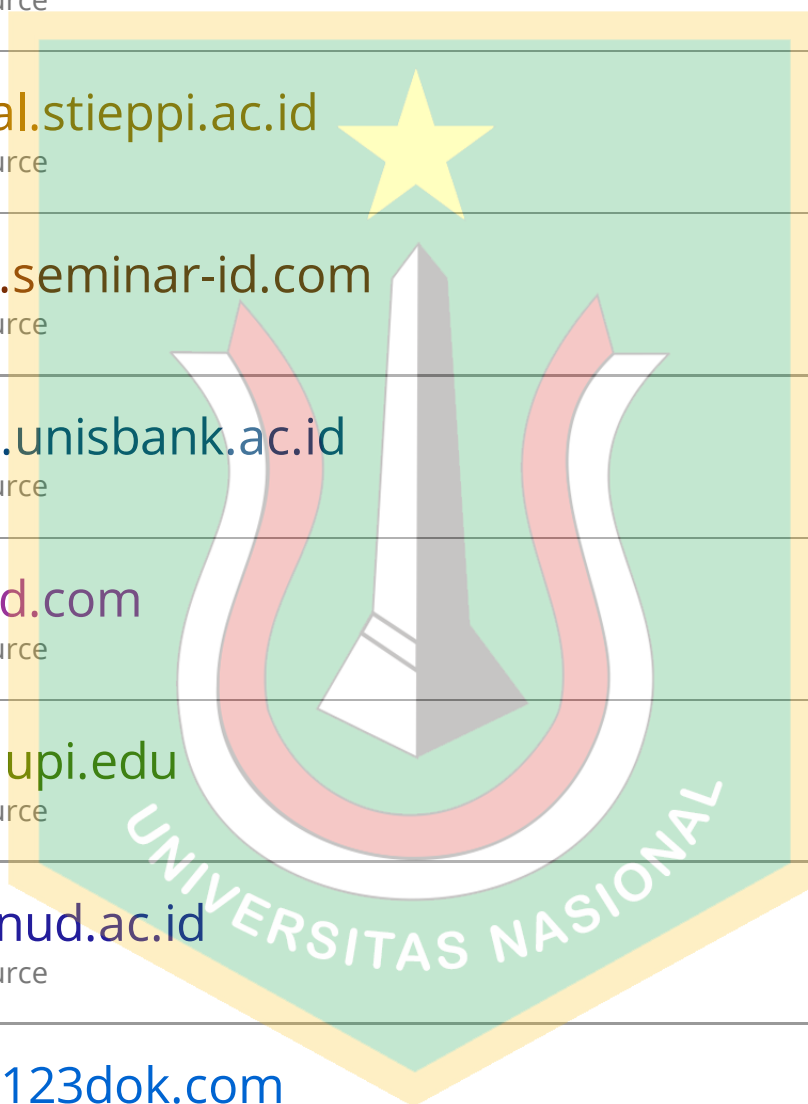 urce
al.stieppi.ac.id
urce
.seminar-id.com
urce
.unisbank.ac.id
urce
d.com
urce
upi.edu
urce
nud.ac.id
urce
123dok.com
UNIVERSITAS NASIONAL